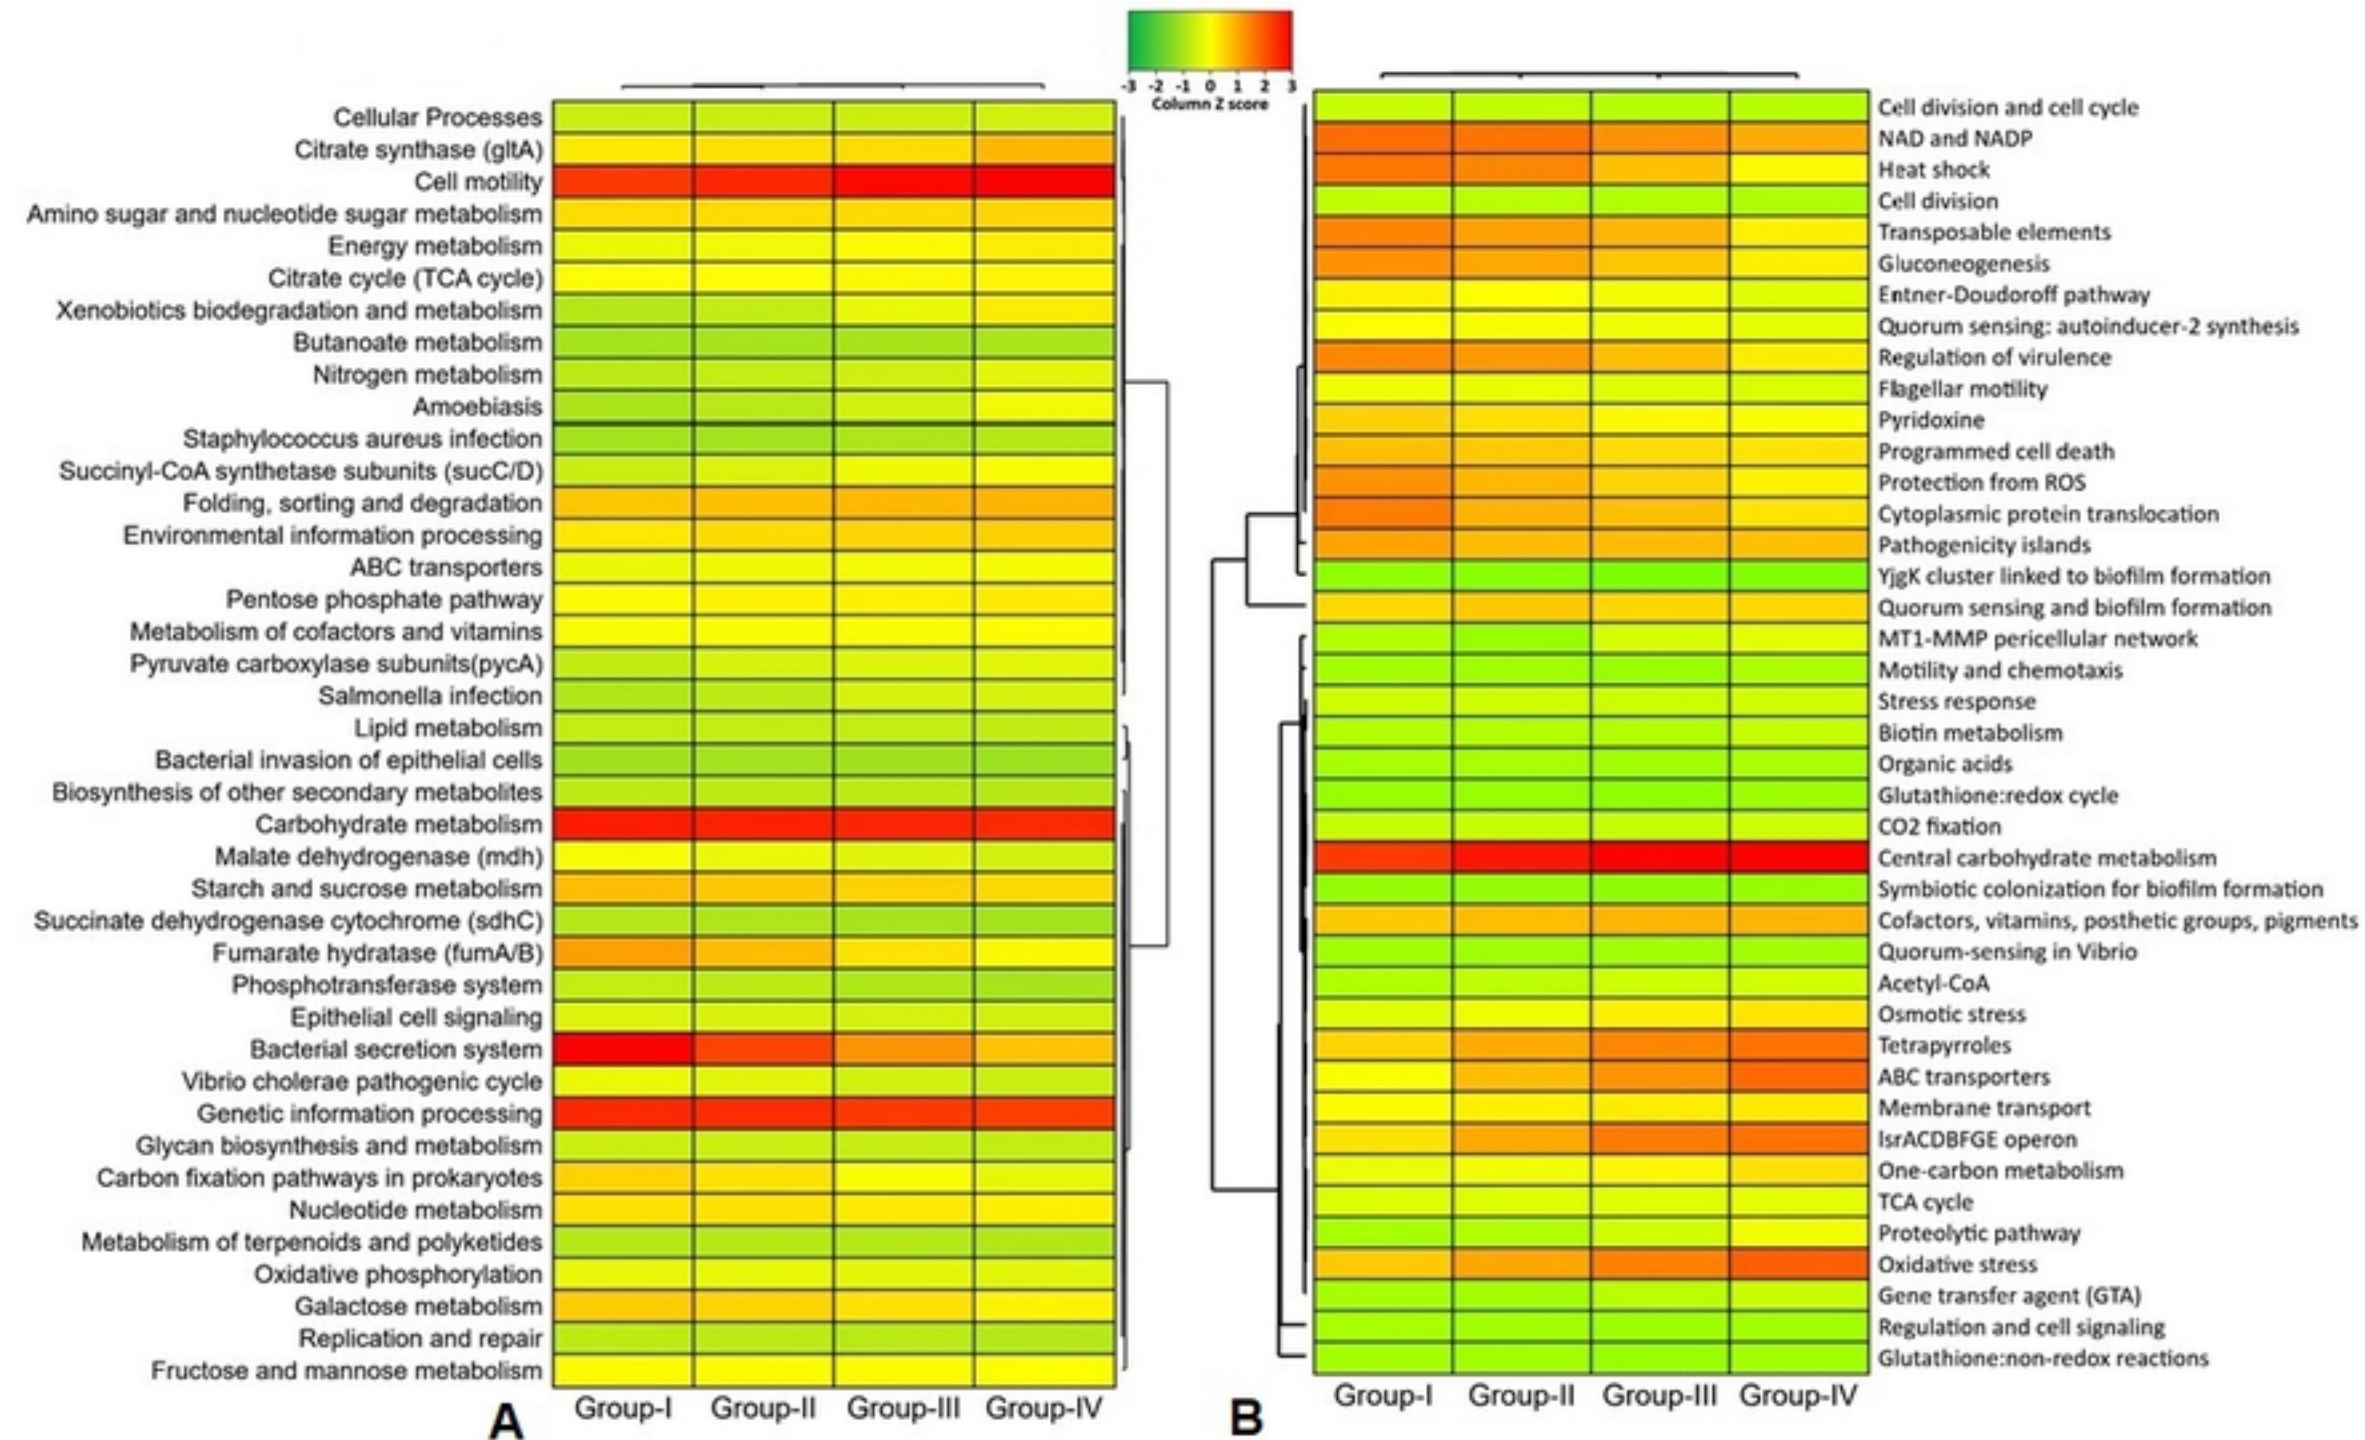 -3 -2 -1 0 1 2 3
Column Z score
Cellular Processes
Citrate synthase (gltA)
Cell motility
Amino sugar and nucleotide sugar metabolism
Energy metabolism
Citrate cycle (TCA cycle)
Xenobiotics biodegradation and metabolism
Butanoate metabolism
Nitrogen metabolism
Amoebiasis
Staphylococcus aureus infection
Succinyl-CoA synthetase subunits (sucC/D)
Folding, sorting and degradation
Environmental information processing
ABC transporters
Pentose phosphate pathway
Metabolism of cofactors and vitamins
Pyruvate carboxylase subunits(pycA)
Salmonella infection
Lipid metabolism
Bacterial invasion of epithelial cells
Biosynthesis of other secondary metabolites
Carbohydrate metabolism
Malate dehydrogenase (mdh)
Starch and sucrose metabolism
Succinate dehydrogenase cytochrome (sdhC)
Fumarate hydratase (fumA/B)
Phosphotransferase system
Epithelial cell signaling
Bacterial secretion system
Vibrio cholerae pathogenic cycle
Genetic information processing
Glycan biosynthesis and metabolism
Carbon fixation pathways in prokaryotes
Nucleotide metabolism
Metabolism of terpenoids and polyketides
Oxidative phosphorylation
Galactose metabolism
Replication and repair
Fructose and mannose metabolism
Group-I Group-II Group-III Group-IV
A
Cell division and cell cycle
NAD and NADP
Heat shock
Cell division
Transposable elements
Gluconeogenesis
Entner-Doudoroff pathway
Quorum sensing: autoinducer-2 synthesis
Regulation of virulence
Flagellar motility
Pyridoxine
Programmed cell death
Protection from ROS
Cytoplasmic protein translocation
Pathogenicity islands
YjgK cluster linked to biofilm formation
Quorum sensing and biofilm formation
MT1-MMP pericellular network
Motility and chemotaxis
Stress response
Biotin metabolism
Organic acids
Glutathione:redox cycle
CO2 fixation
Central carbohydrate metabolism
Symbiotic colonization for biofilm formation
Cofactors, vitamins, posthetic groups, pigments
Quorum-sensing in Vibrio
Acetyl-CoA
Osmotic stress
Tetrapyrroles
ABC transporters
Membrane transport
lsrACDBFGE operon
One-carbon metabolism
TCA cycle
Proteolytic pathway
Oxidative stress
Gene transfer agent (GTA)
Regulation and cell signaling
Glutathione:non-redox reactions
Group-I Group-II Group-III Group-IV
B